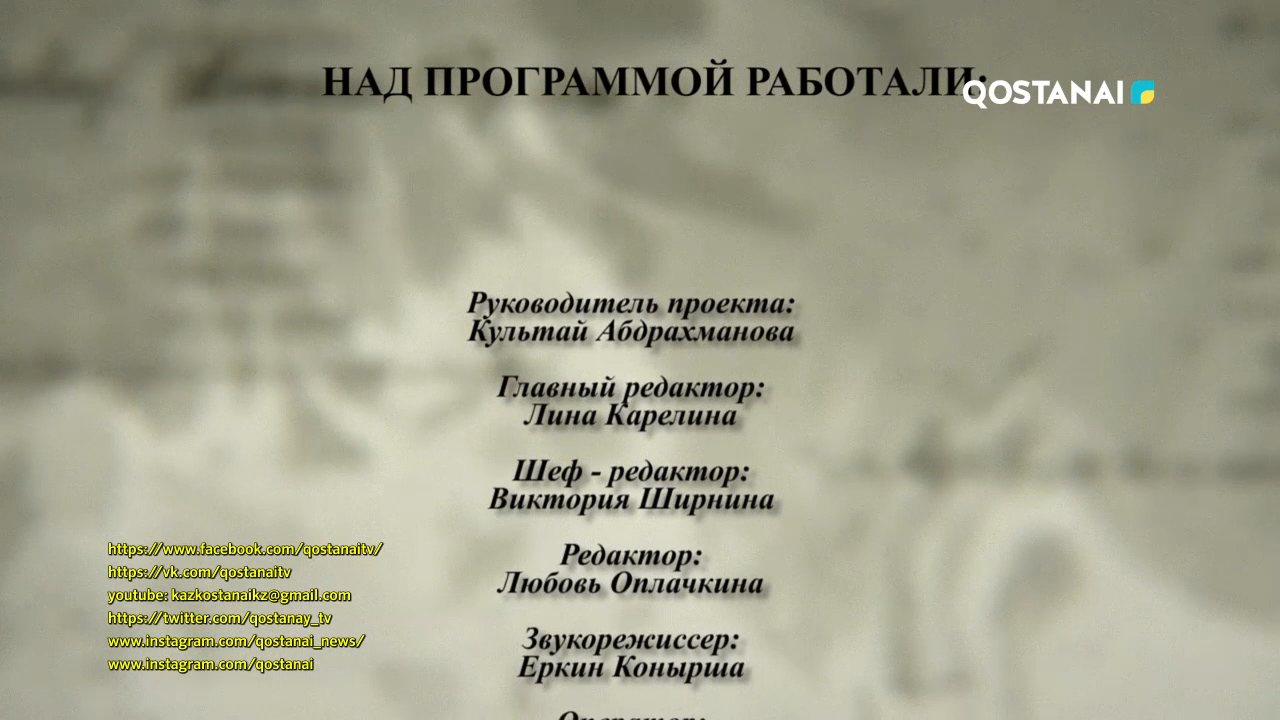 НАД ПРОГРАММОЙ РАБОТАЛИ:
QOSTANAI
Руководитель проекта:
Культай Абдрахманова
Главный редактор:
Лина Карелина
Шеф - редактор:
Виктория Ширнина
Редактор:
Любовь Оплачкина
Звукорежиссер:
Еркин Конырша
Оператор:
https://www.facebook.com/qostanaitv/
https://vk.com/qostanaitv
youtube: kazkostanaikz@gmail.com
https://twitter.com/qostanay_tv
www.instagram.com/qostanai_news/
www.instagram.com/qostanai